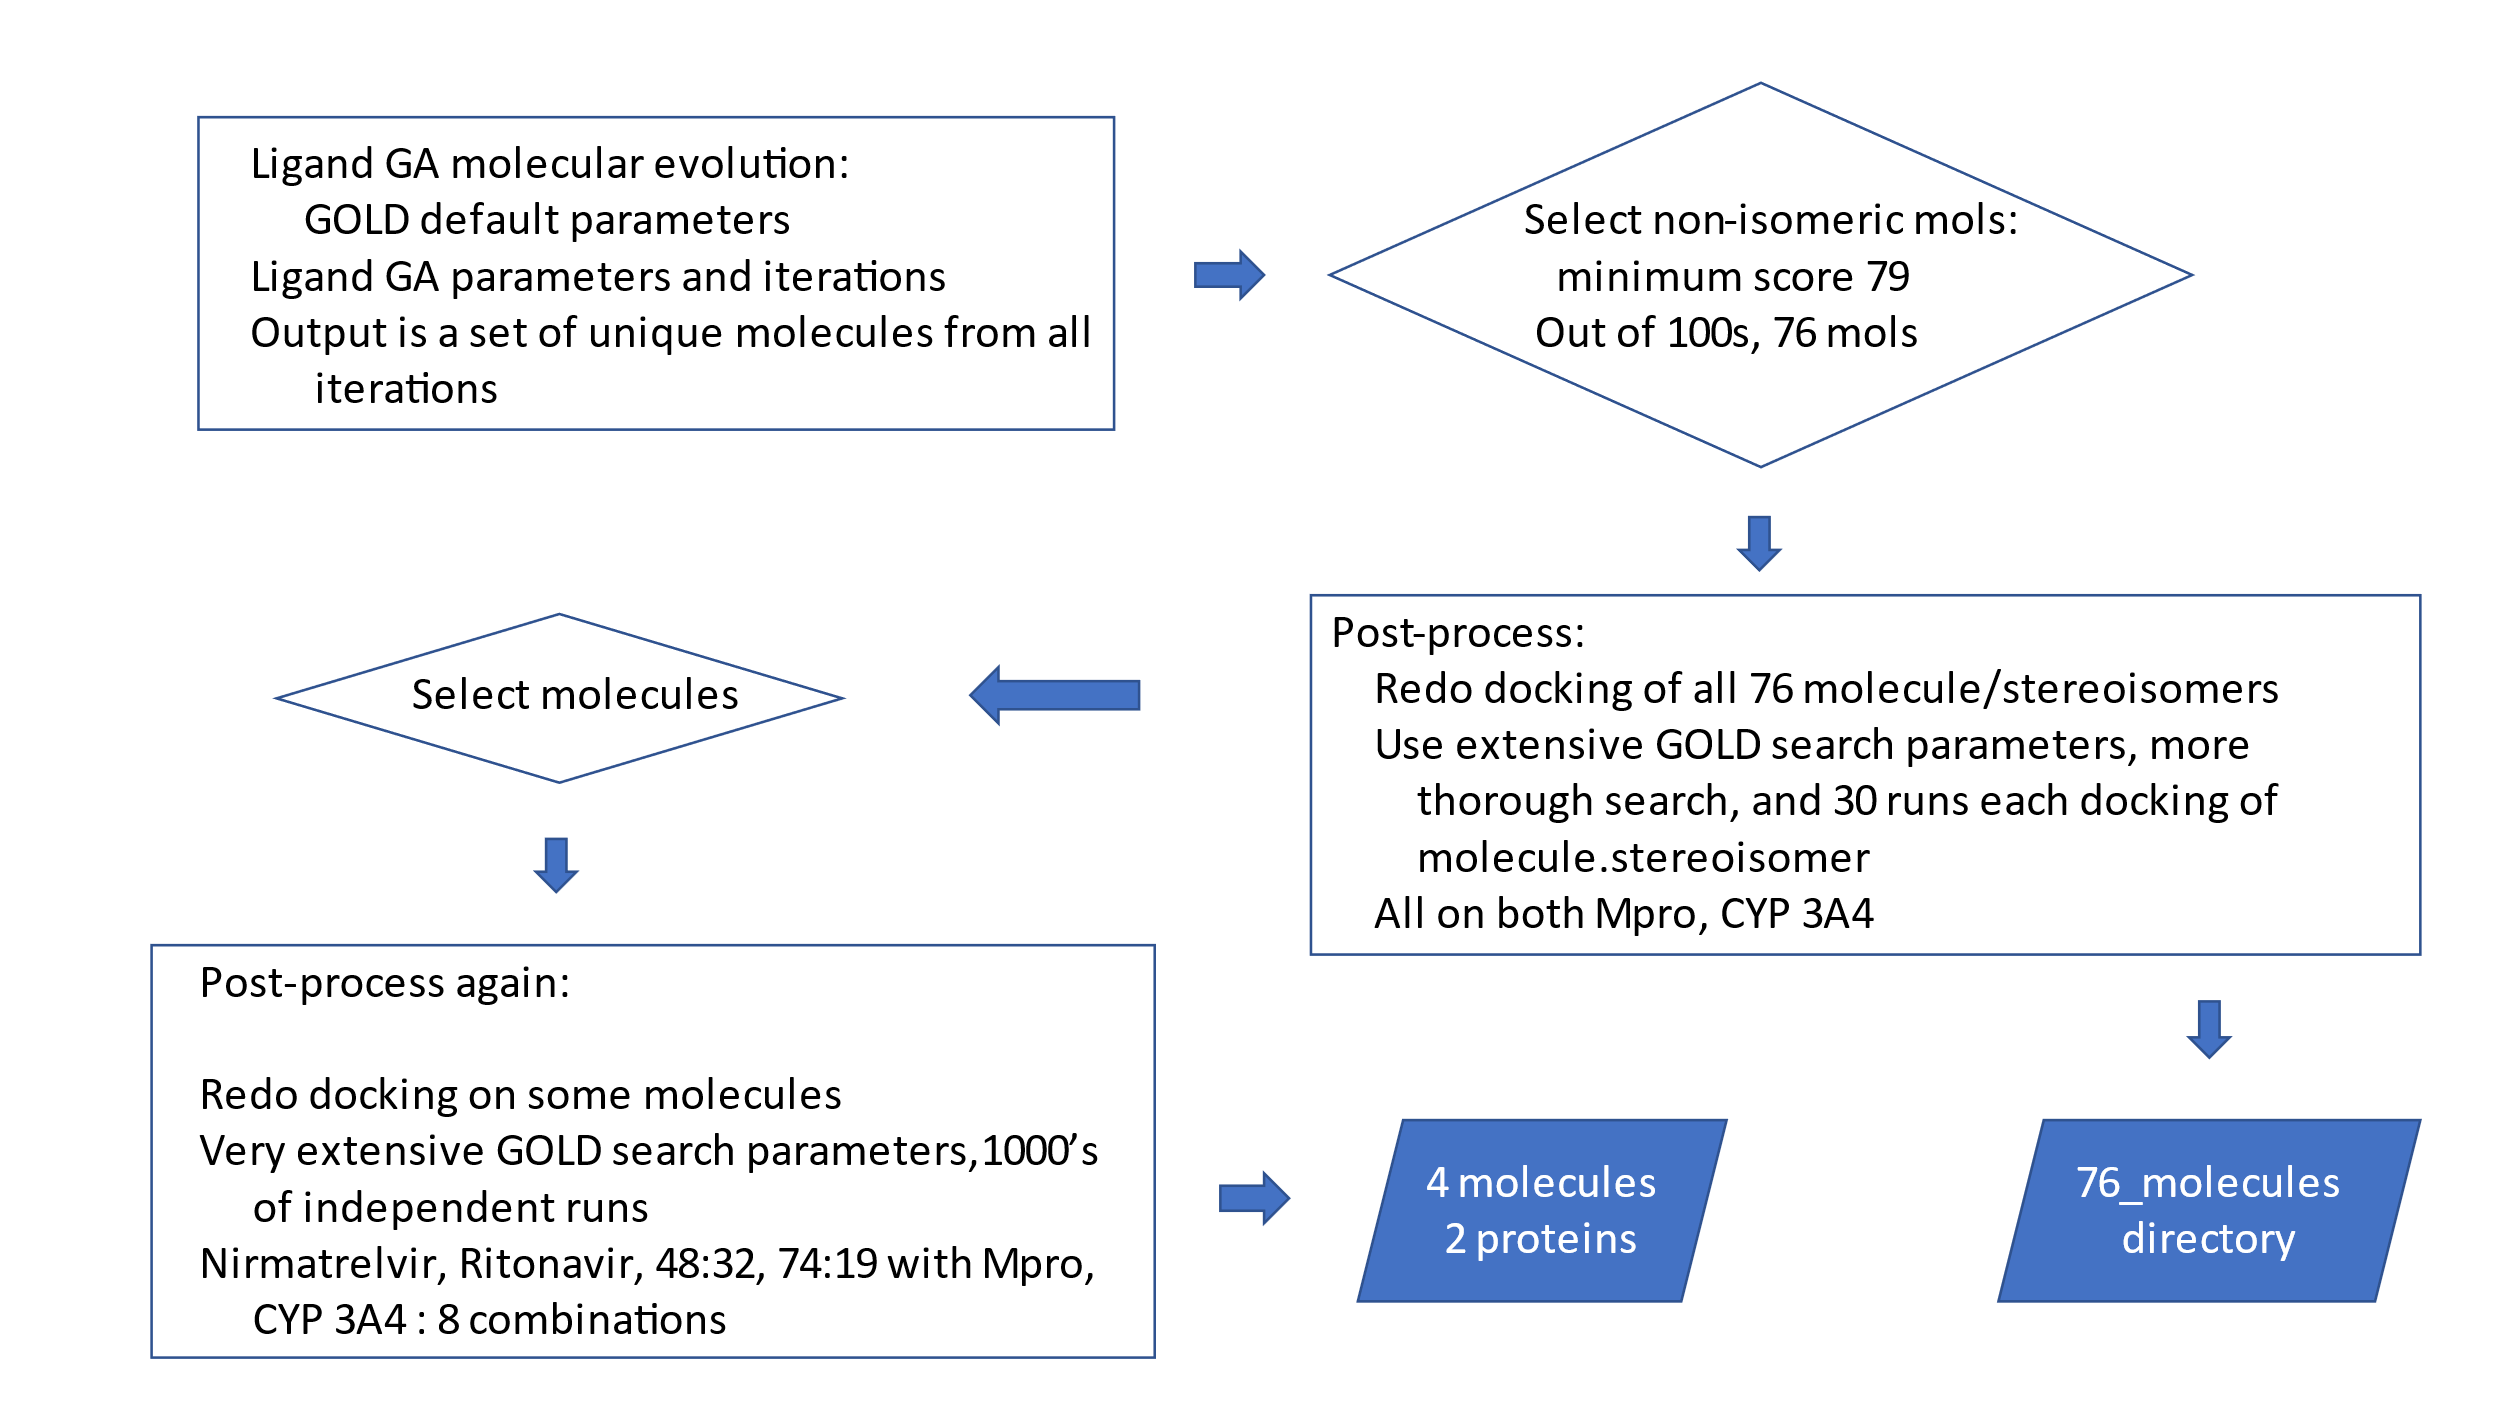 Ligand GA molecular evolution:
GOLD default parameters
Ligand GA parameters and iterations
Output is a set of unique molecules from all
iterations
Select non-isomeric mols:
minimum score 79
Out of 100s, 76 mols
Post-process:
Redo docking of all 76 molecule/stereoisomers
Use extensive GOLD search parameters, more
thorough search, and 30 runs each docking of
molecule.stereoisomer
All on both Mpro, CYP 3A4
Select molecules
Post-process again:
Redo docking on some molecules
Very extensive GOLD search parameters,1000’s
of independent runs
Nirmatrelvir, Ritonavir, 48:32, 74:19 with Mpro,
CYP 3A4 : 8 combinations
4 molecules
2 proteins
76_molecules
directory